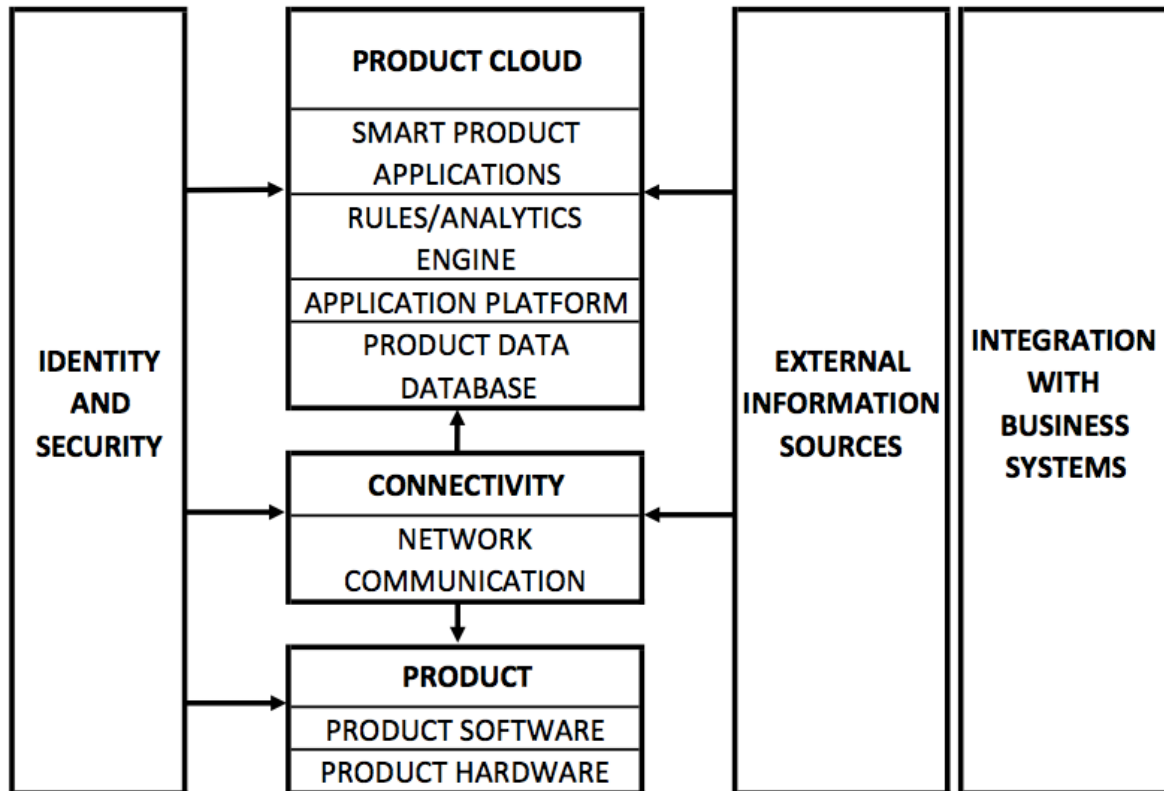 PRODUCT CLOUD
SMART PRODUCT
APPLICATIONS
RULES/ANALYTICS
ENGINE
APPLICATION PLATFORM
PRODUCT DATA
DATABASE
IDENTITY
AND
SECURITY
CONNECTIVITY
NETWORK
COMMUNICATION
PRODUCT
PRODUCT SOFTWARE
PRODUCT HARDWARE
EXTERNAL
INFORMATION
SOURCES
INTEGRATION
WITH
BUSINESS
SYSTEMS